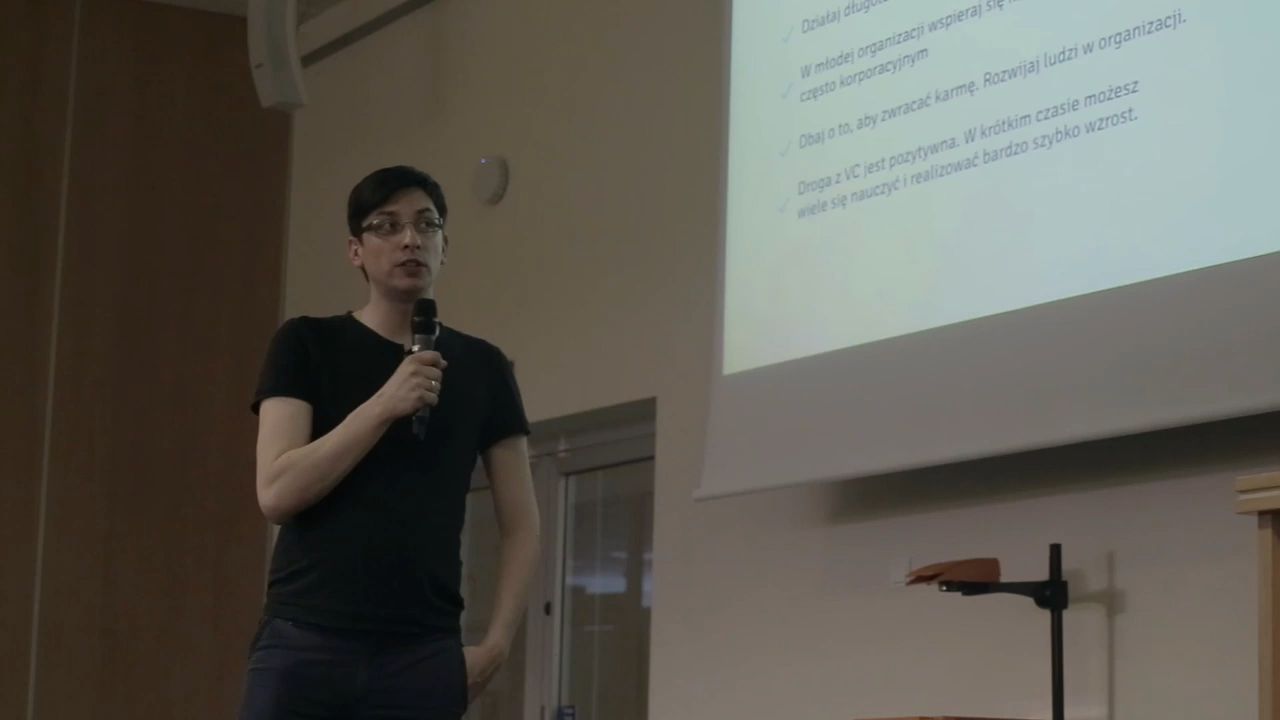 Działaj długo
W młodej organizacji wspieraj się
często korporacyjnym
Dbaj o to, aby zwracać karmę. Rozwijaj ludzi w organizacji.
Droga z VC jest pozytywna. W krótkim czasie możesz
wiele się nauczyć i realizować bardzo szybko wzrost.